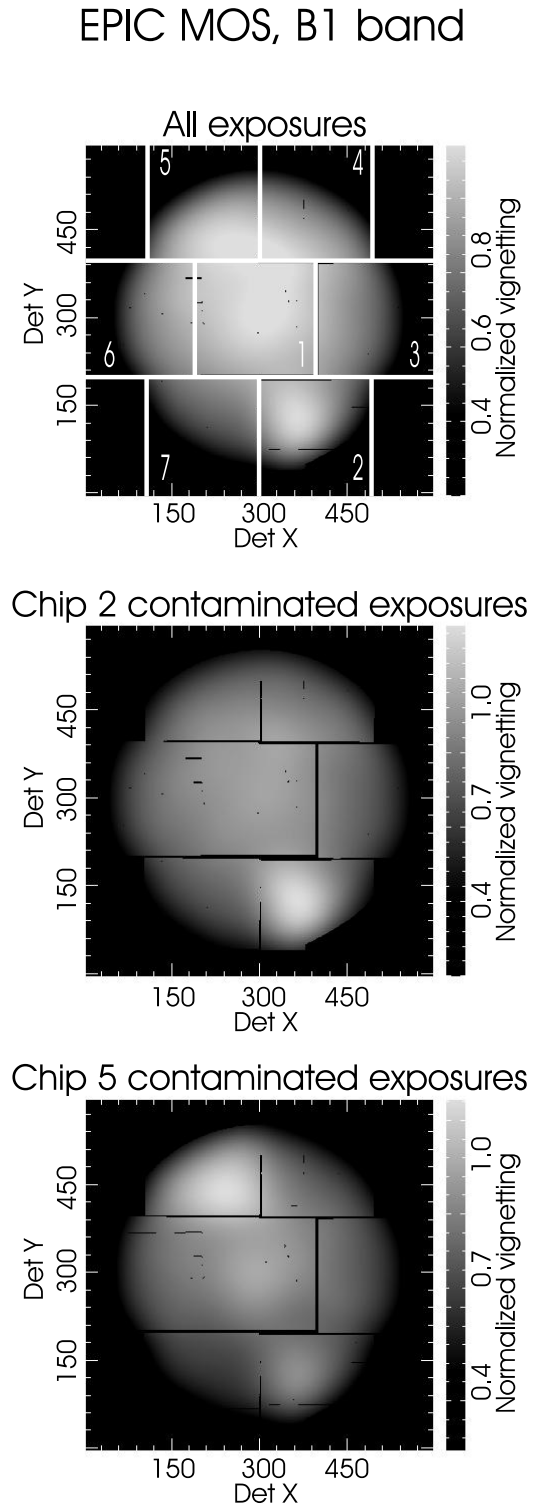 EPIC MOS, B1 band
All exposures
5 4
6 1 3
7 2
450
300
150
Det Y
150 300 450
Det X
0.8
0.6
0.4
Normalized vignetting
Chip 2 contaminated exposures
450
300
150
Det Y
150 300 450
Det X
1.0
0.7
0.4
Normalized vignetting
Chip 5 contaminated exposures
450
300
150
Det Y
150 300 450
Det X
1.0
0.7
0.4
Normalized vignetting